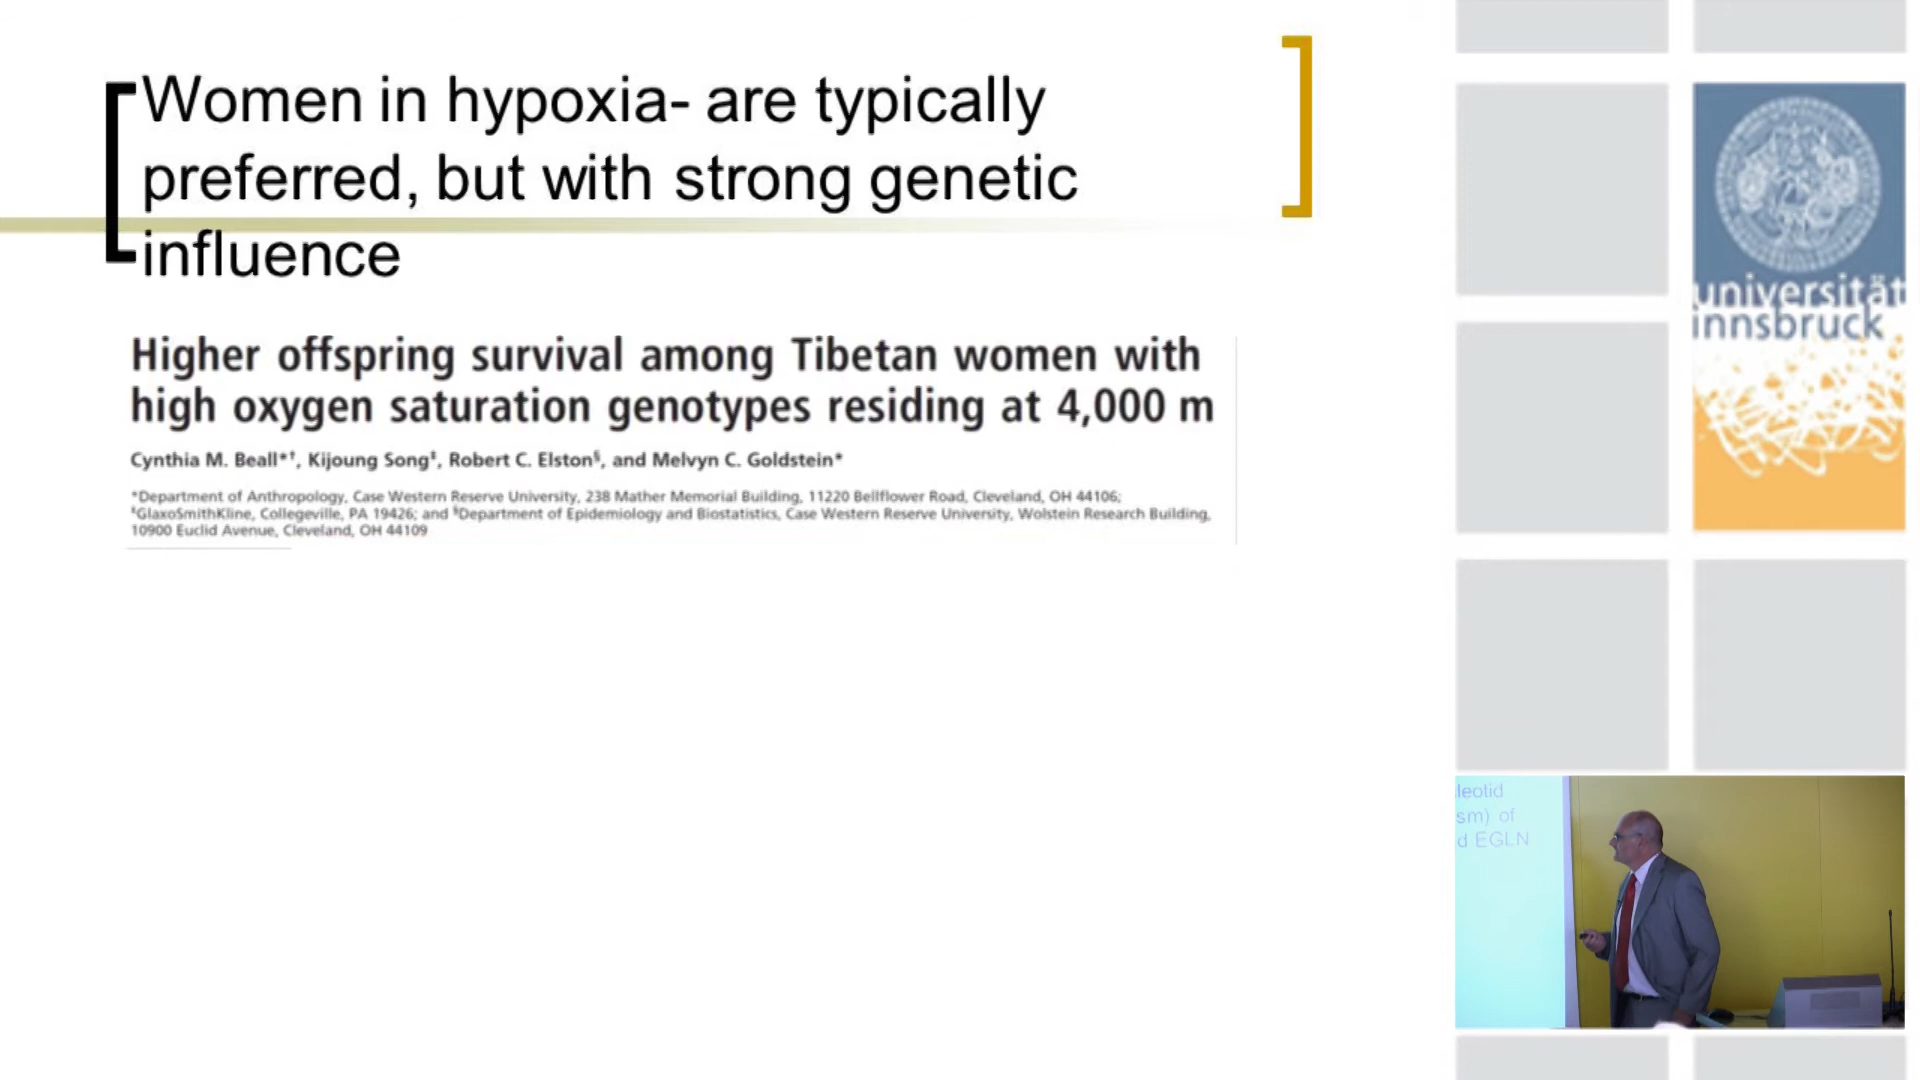 Women in hypoxia- are typically
preferred, but with strong genetic
influence
Higher offspring survival among Tibetan women with
high oxygen saturation genotypes residing at 4,000 m
Cynthia M. Beall*†, Kijoung Song‡, Robert C. Elston§, and Melvyn C. Goldstein*
*Department of Anthropology, Case Western Reserve University, 238 Mather Memorial Building, 11220 Bellflower Road, Cleveland, OH 44106;
‡GlaxoSmithKline, Collegeville, PA 19426; and §Department of Epidemiology and Biostatistics, Case Western Reserve University, Wolstein Research Building,
10900 Euclid Avenue, Cleveland, OH 44109
universität
innsbruck
leotid
sm) of
d EGLN